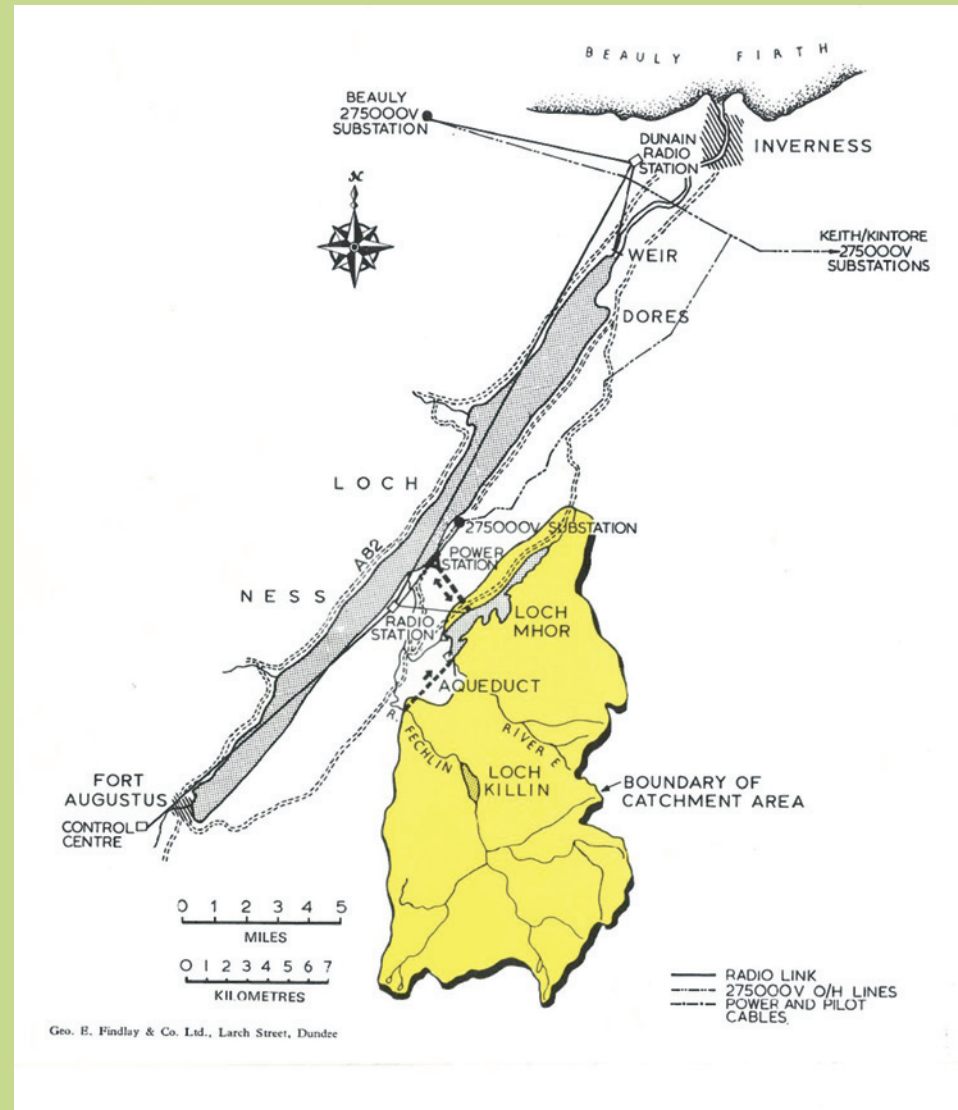 BEAULY FIRTH
BEAULY
275000V
SUBSTATION
DUNAIN
RADIO
STATION
INVERNESS
N
KEITH/KINTORE
275000V
SUBSTATIONS
WEIR
DORES
LOCH
275000V SUBSTATION
A82
POWER
STATION
NESS
LOCH
MHOR
RADIO
STATION
AQUEDUCT
R. FECHLIN
RIVER E
LOCH
KILLIN
FORT
AUGUSTUS
BOUNDARY OF
CATCHMENT AREA
CONTROL
CENTRE
0 1 2 3 4 5
MILES
0 1 2 3 4 5 6 7
KILOMETRES
RADIO LINK
275000V O/H LINES
POWER AND PILOT
CABLES.
Geo. E. Findlay & Co. Ltd., Larch Street, Dundee